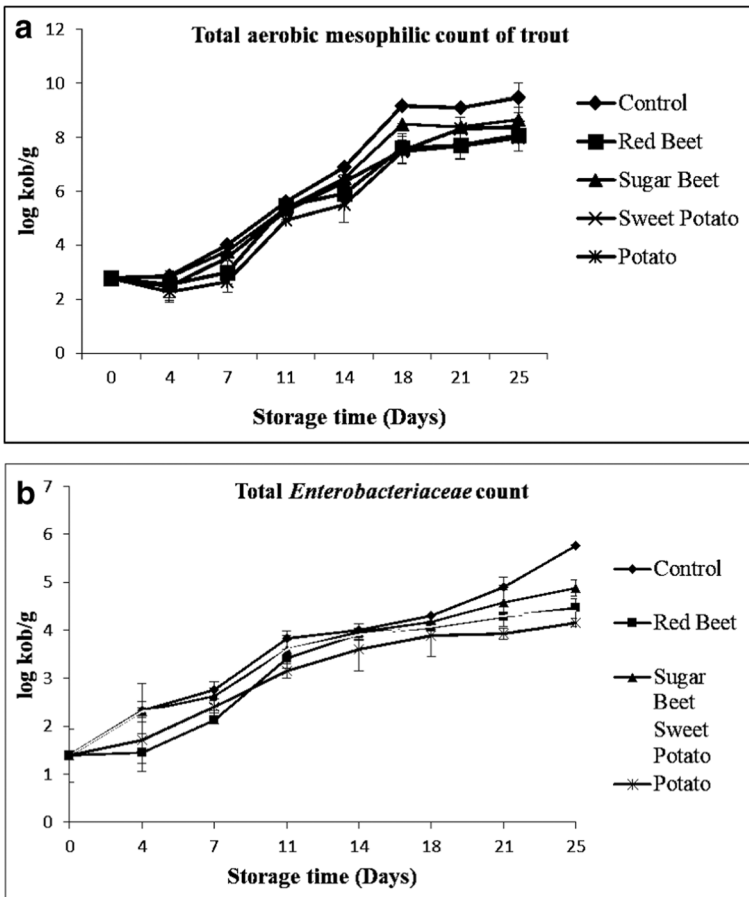 a
Total aerobic mesophilic count of trout
12
10
8
6
4
2
0
log kob/g
0 4 7 11 14 18 21 25
Storage time (Days)
Control
Red Beet
Sugar Beet
Sweet Potato
Potato
b
Total Enterobacteriaceae count
7
6
5
4
3
2
1
0
log kob/g
0 4 7 11 14 18 21 25
Storage time (Days)
Control
Red Beet
Sugar
Beet
Sweet
Potato
Potato